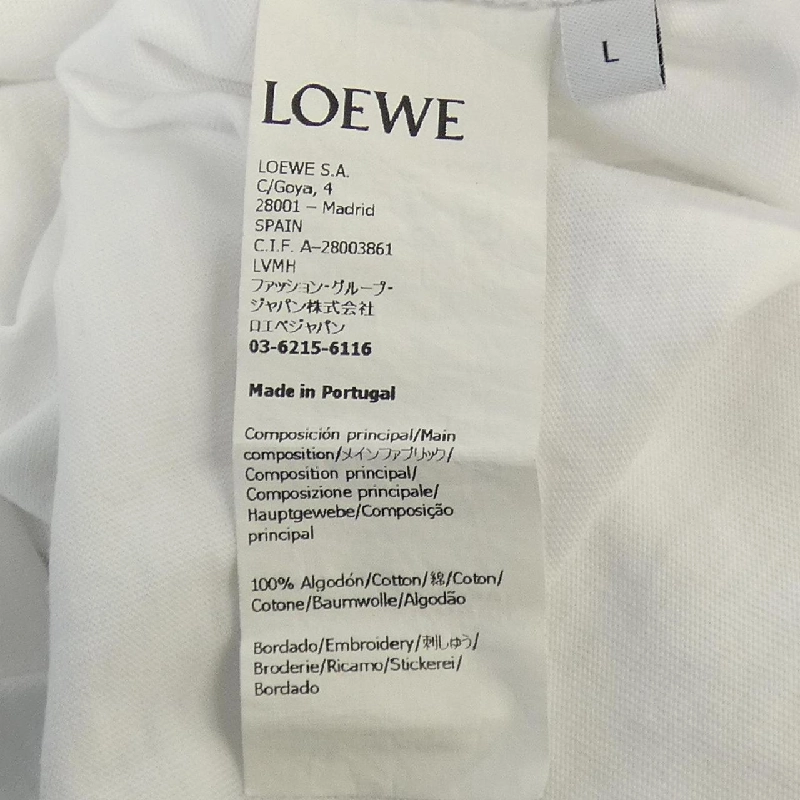 LOEWE
L
LOEWE S.A.
C/Goya, 4
28001 – Madrid
SPAIN
C.I.F. A-28003861
LVMH
ファッション-グループ-
ジャパン株式会社
ロエベジャパン
03-6215-6116
Made in Portugal
Composición principal/Main
composition/メインファブリック/
Composition principal/
Composizione principale/
Hauptgewebe/Composição
principal
100% Algodón/Cotton/綿/Coton/
Cotone/Baumwolle/Algodão
Bordado/Embroidery/刺しゅう/
Broderie/Ricamo/Stickerei/
Bordado